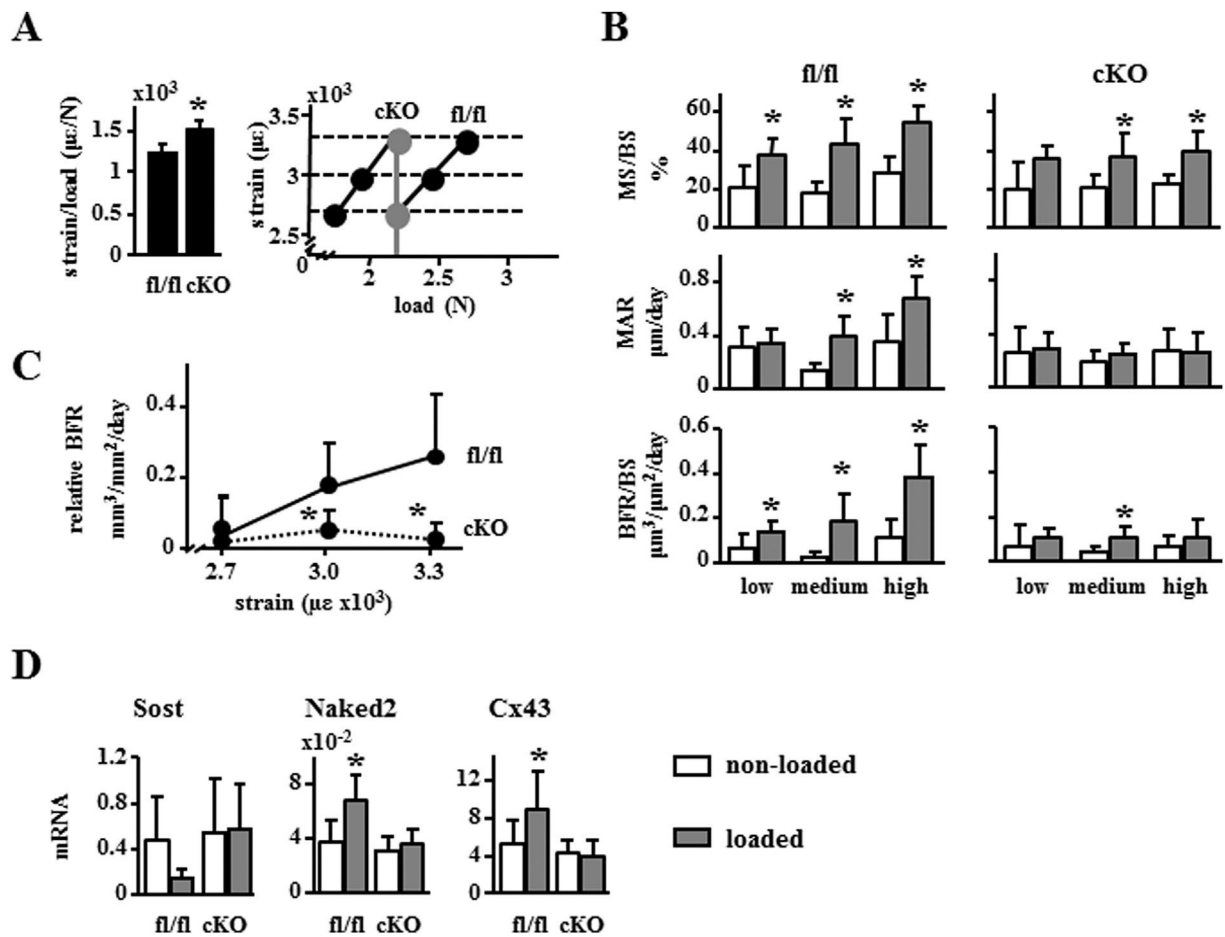 A
x10³
strain/load (µε/N)
1.5
1
0.5
0
*
fl/fl cKO
x10³
strain (µε)
3.5
3
2.5
0
cKO
fl/fl
2
2.5
3
load (N)
B
fl/fl
cKO
MS/BS
%
60
40
20
0
*
*
*
*
*
MAR
µm/day
0.8
0.4
0
*
*
BFR/BS
µm³/µm²/day
0.6
0.4
0.2
0
*
*
*
*
low
medium
high
low
medium
high
C
relative BFR
mm³/mm²/day
0.4
0.2
0
fl/fl
*
*
cKO
2.7
3.0
3.3
strain (µε x10³)
D
Sost
Naked2
Cx43
x10⁻²
mRNA
1.2
0.8
0.4
0
fl/fl cKO
8
4
0
*
fl/fl cKO
12
8
4
0
*
fl/fl cKO
non-loaded
loaded